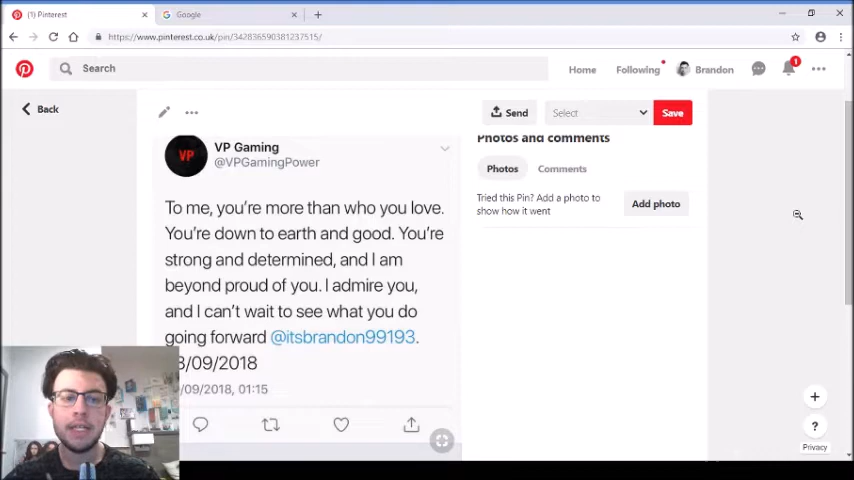 (1) Pinterest
Google
https://www.pinterest.co.uk/pin/342836590381237515/
Search
Home
Following
Brandon
1
Back
Send
Select
Save
VP
VP Gaming
@VPGamingPower
To me, you're more than who you love.
You're down to earth and good. You're
strong and determined, and I am
beyond proud of you. I admire you,
and I can't wait to see what you do
going forward @itsbrandon99193.
3/09/2018
/09/2018, 01:15
Photos and comments
Photos
Comments
Tried this Pin? Add a photo to
show how it went
Add photo
+
?
Privacy